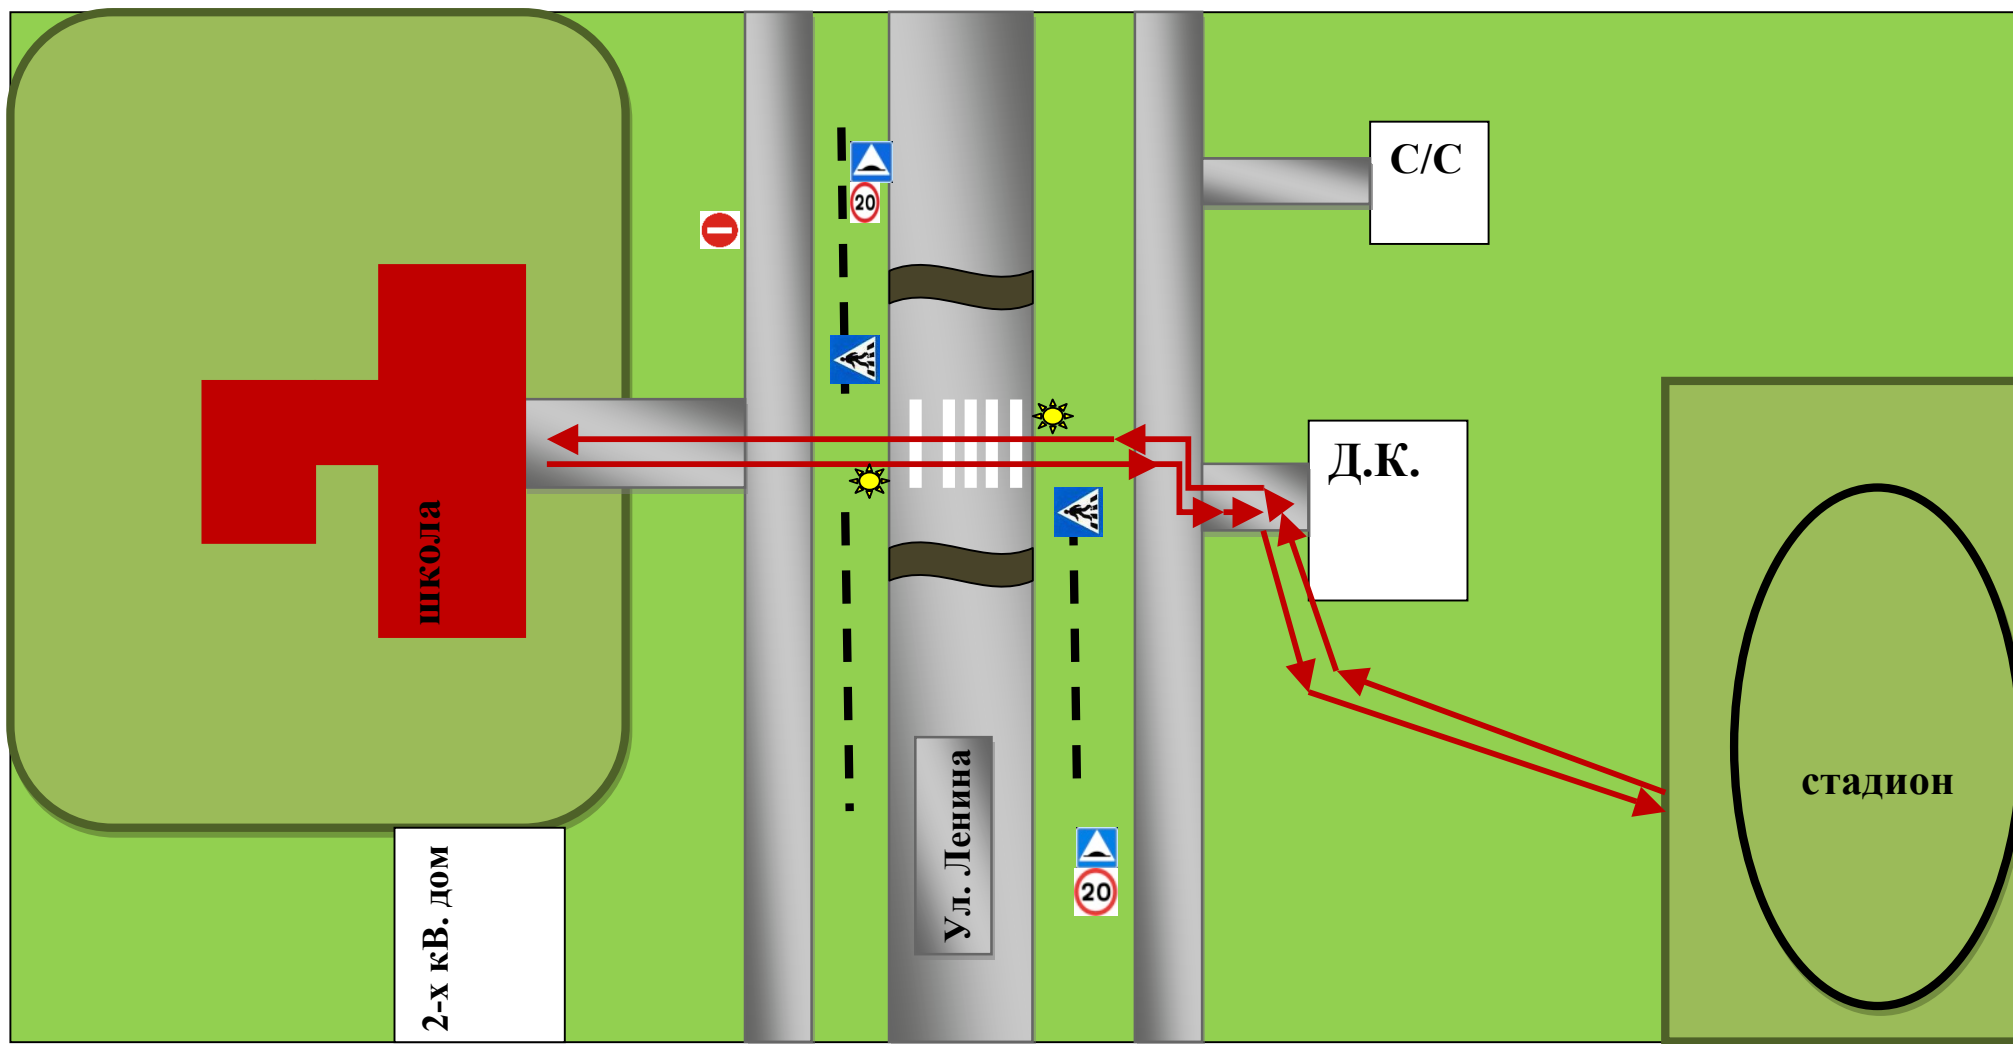 С/С
20
Д.К.
школа
стадион
Ул. Ленина
2-х кВ. дом
20